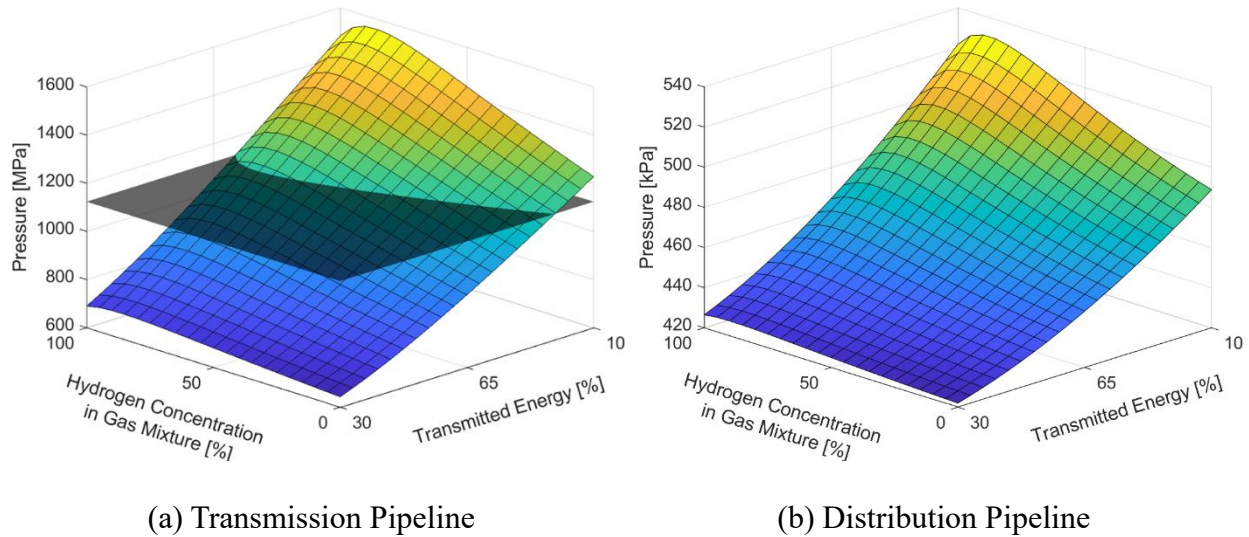 1600
1400
1200
1000
800
600
Pressure [MPa]
100
50
0
Hydrogen Concentration
in Gas Mixture [%]
30
65
10
Transmitted Energy [%]
540
520
500
480
460
440
420
Pressure [kPa]
100
50
0
Hydrogen Concentration
in Gas Mixture [%]
30
65
10
Transmitted Energy [%]
(a) Transmission Pipeline
(b) Distribution Pipeline